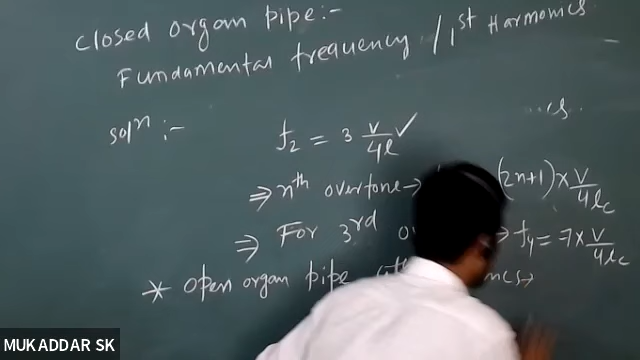 closed organ pipe:-
Fundamental frequency / 1st Harmonics
solⁿ :-
f₂ = 3 v/4l ✓
⇒ nth overtone → (2n+1) × v/4lc
⇒ For 3rd → f₄ = 7 × v/4lc
* open organ pipe
MUKADDAR SK